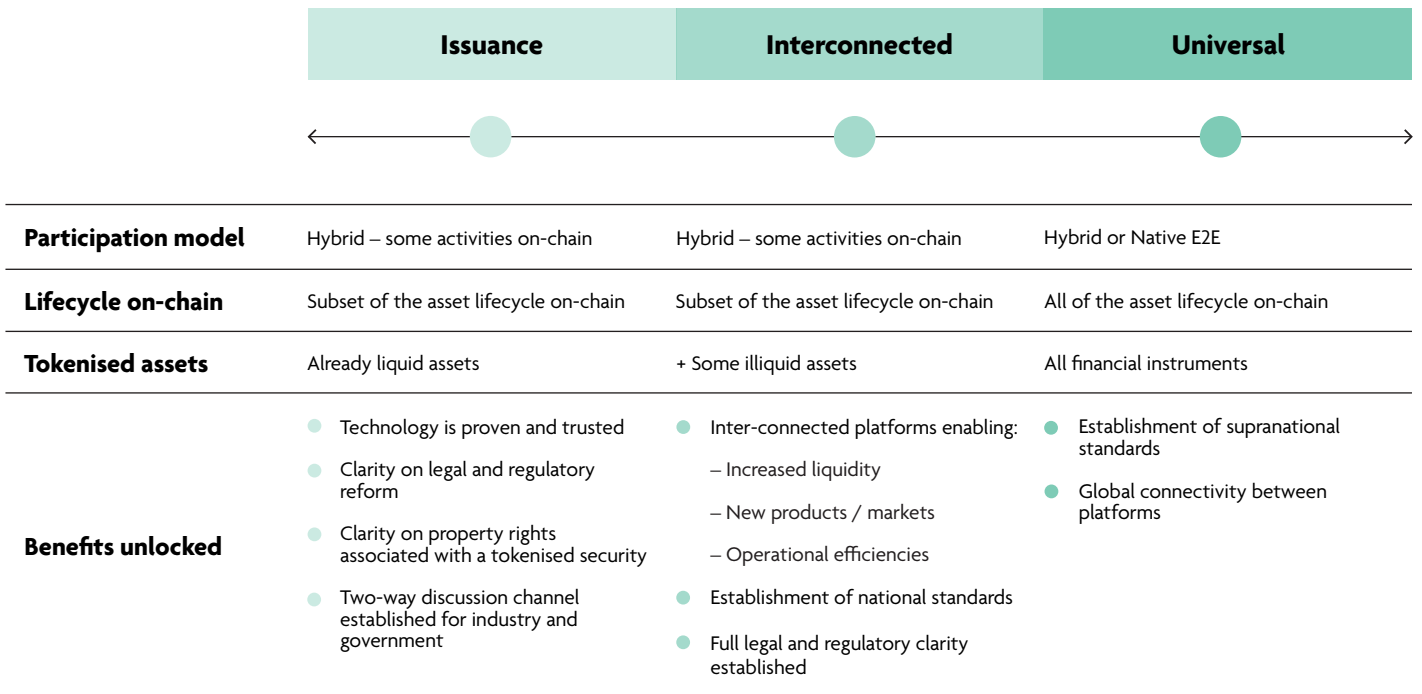 Issuance
Interconnected
Universal
Participation model
Hybrid – some activities on-chain
Hybrid – some activities on-chain
Hybrid or Native E2E
Lifecycle on-chain
Subset of the asset lifecycle on-chain
Subset of the asset lifecycle on-chain
All of the asset lifecycle on-chain
Tokenised assets
Already liquid assets
+ Some illiquid assets
All financial instruments
Benefits unlocked
Technology is proven and trusted
Clarity on legal and regulatory
reform
Clarity on property rights
associated with a tokenised security
Two-way discussion channel
established for industry and
government
Inter-connected platforms enabling:
– Increased liquidity
– New products / markets
– Operational efficiencies
Establishment of national standards
Full legal and regulatory clarity
established
Establishment of supranational
standards
Global connectivity between
platforms